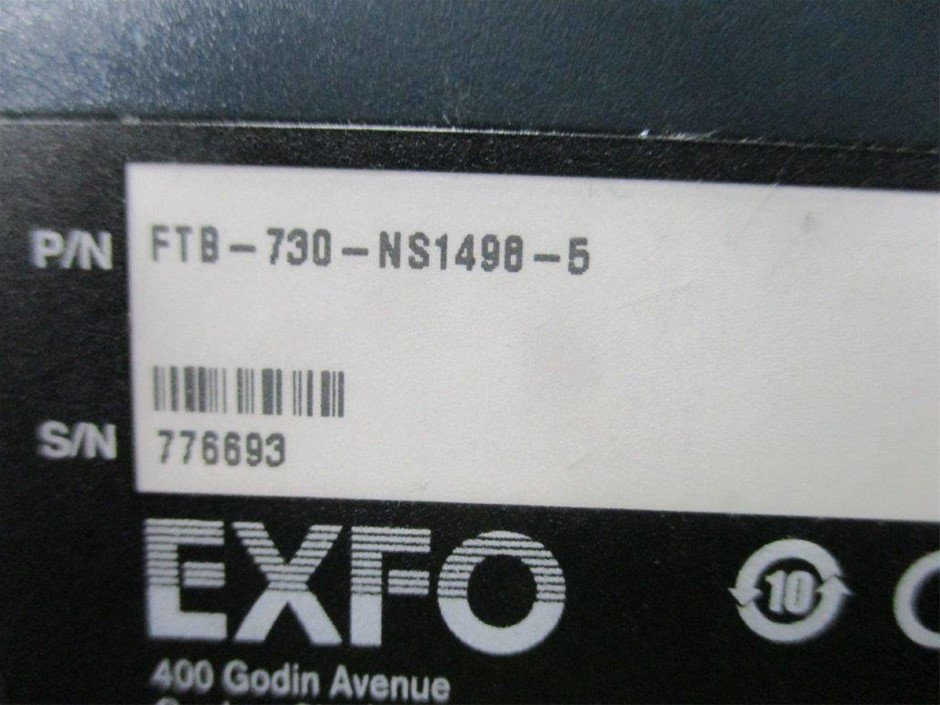 P/N FTB-730-NS1498-5
S/N 776693
EXFO
10
400 Godin Avenue